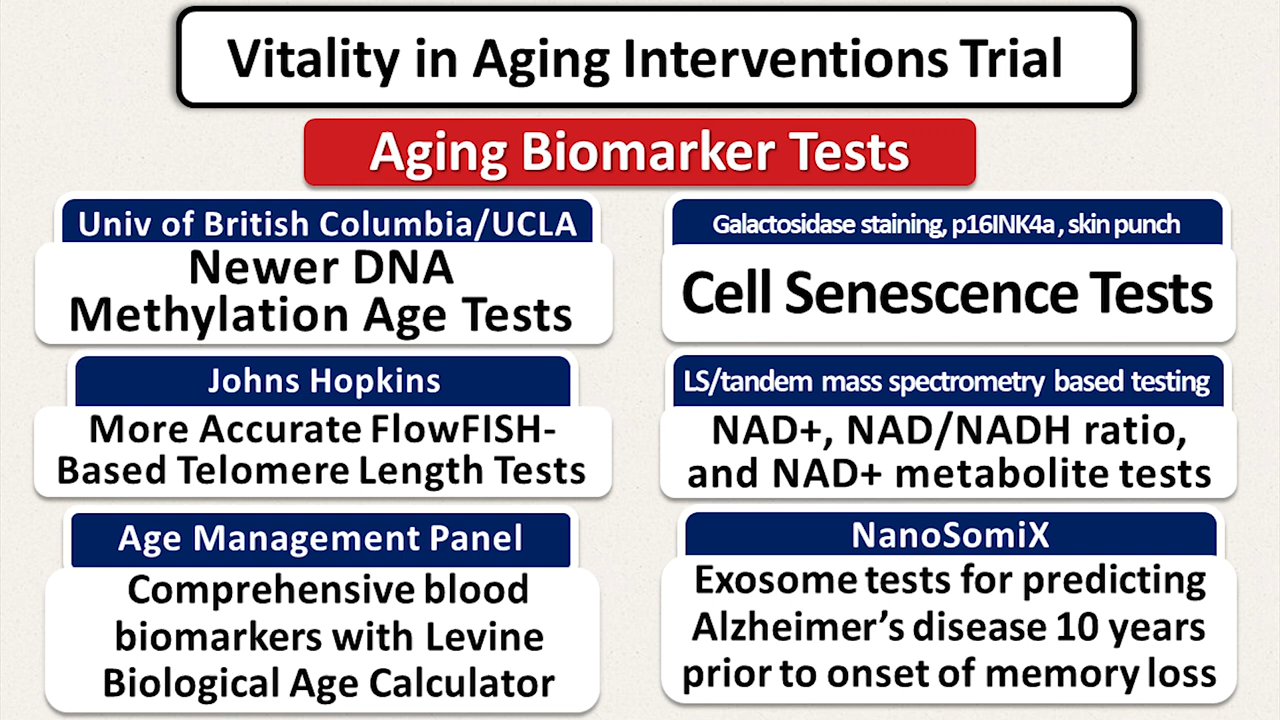 Vitality in Aging Interventions Trial
Aging Biomarker Tests
Univ of British Columbia/UCLA
Newer DNA
Methylation Age Tests
Johns Hopkins
More Accurate FlowFISH-
Based Telomere Length Tests
Age Management Panel
Comprehensive blood
biomarkers with Levine
Biological Age Calculator
Galactosidase staining, p16INK4a , skin punch
Cell Senescence Tests
LS/tandem mass spectrometry based testing
NAD+, NAD/NADH ratio,
and NAD+ metabolite tests
NanoSomiX
Exosome tests for predicting
Alzheimer’s disease 10 years
prior to onset of memory loss